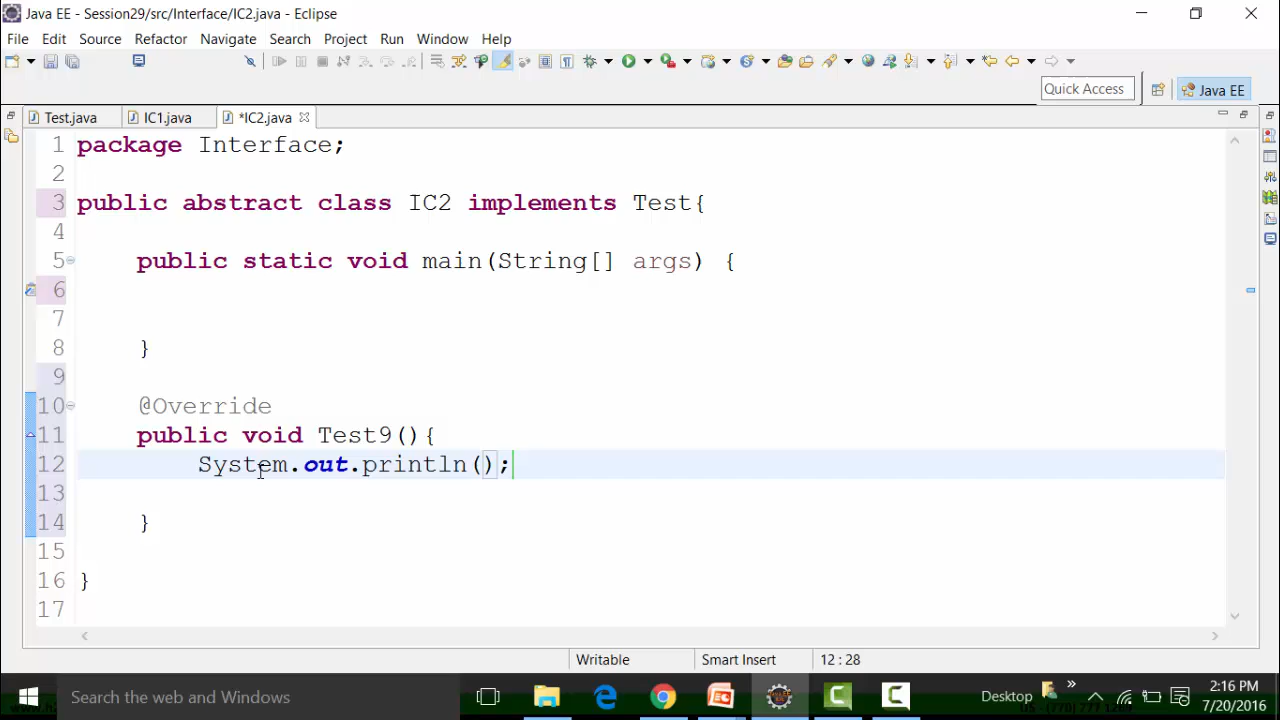 Java EE - Session29/src/Interface/IC2.java - Eclipse
File Edit Source Refactor Navigate Search Project Run Window Help
Quick Access
Java EE
Test.java IC1.java *IC2.java
1 package Interface;
2
3 public abstract class IC2 implements Test{
4
5 public static void main(String[] args) {
6
7
8 }
9
10 @Override
11 public void Test9(){
12 System.out.println();
13
14 }
15
16 }
17
Writable Smart Insert 12 : 28
Search the web and Windows
Desktop
2:16 PM
7/20/2016